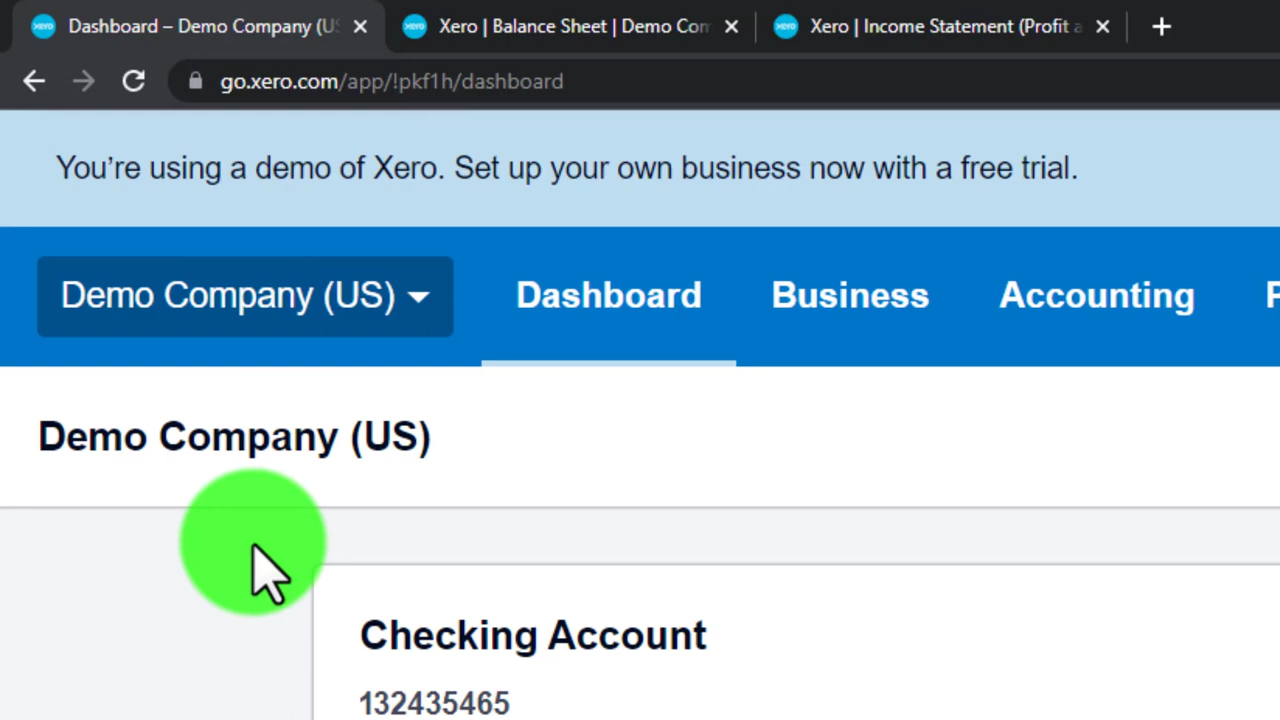 Dashboard – Demo Company (US
Xero | Balance Sheet | Demo Com
Xero | Income Statement (Profit a
go.xero.com/app/!pkf1h/dashboard
You're using a demo of Xero. Set up your own business now with a free trial.
Demo Company (US) Dashboard Business Accounting P
Demo Company (US)
Checking Account
132435465